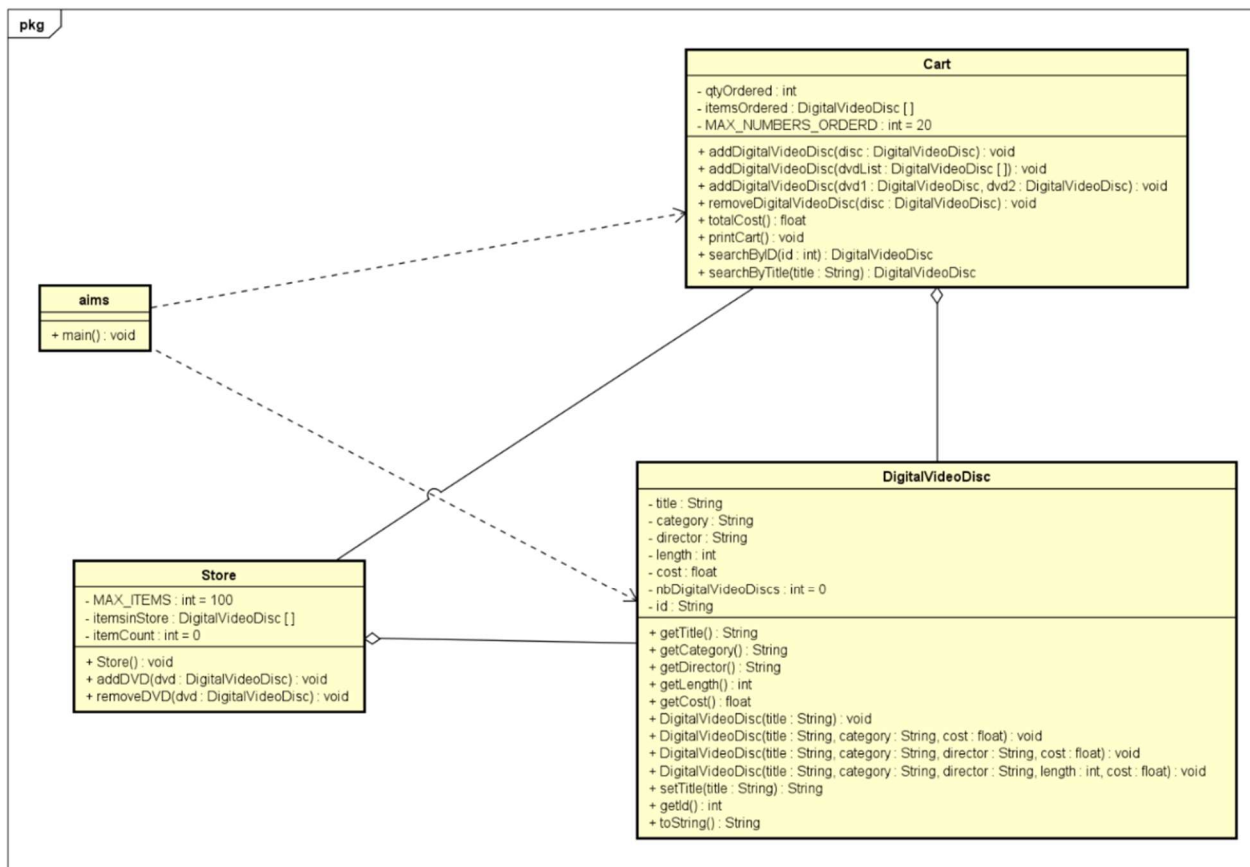 pkg
Cart
- qtyOrdered : int
- itemsOrdered : DigitalVideoDisc [ ]
- MAX_NUMBERS_ORDERD : int = 20
+ addDigitalVideoDisc(disc : DigitalVideoDisc) : void
+ addDigitalVideoDisc(dvdList : DigitalVideoDisc [ ]) : void
+ addDigitalVideoDisc(dvd1 : DigitalVideoDisc, dvd2 : DigitalVideoDisc) : void
+ removeDigitalVideoDisc(disc : DigitalVideoDisc) : void
+ totalCost() : float
+ printCart() : void
+ searchByID(id : int) : DigitalVideoDisc
+ searchByTitle(title : String) : DigitalVideoDisc
aims
+ main() : void
DigitalVideoDisc
- title : String
- category : String
- director : String
- length : int
- cost : float
- nbDigitalVideoDiscs : int = 0
- id : String
+ getTitle() : String
+ getCategory() : String
+ getDirector() : String
+ getLength() : int
+ getCost() : float
+ DigitalVideoDisc(title : String) : void
+ DigitalVideoDisc(title : String, category : String, cost : float) : void
+ DigitalVideoDisc(title : String, category : String, director : String, cost : float) : void
+ DigitalVideoDisc(title : String, category : String, director : String, length : int, cost : float) : void
+ setTitle(title : String) : String
+ getId() : int
+ toString() : String
Store
- MAX_ITEMS : int = 100
- itemsinStore : DigitalVideoDisc [ ]
- itemCount : int = 0
+ Store() : void
+ addDVD(dvd : DigitalVideoDisc) : void
+ removeDVD(dvd : DigitalVideoDisc) : void